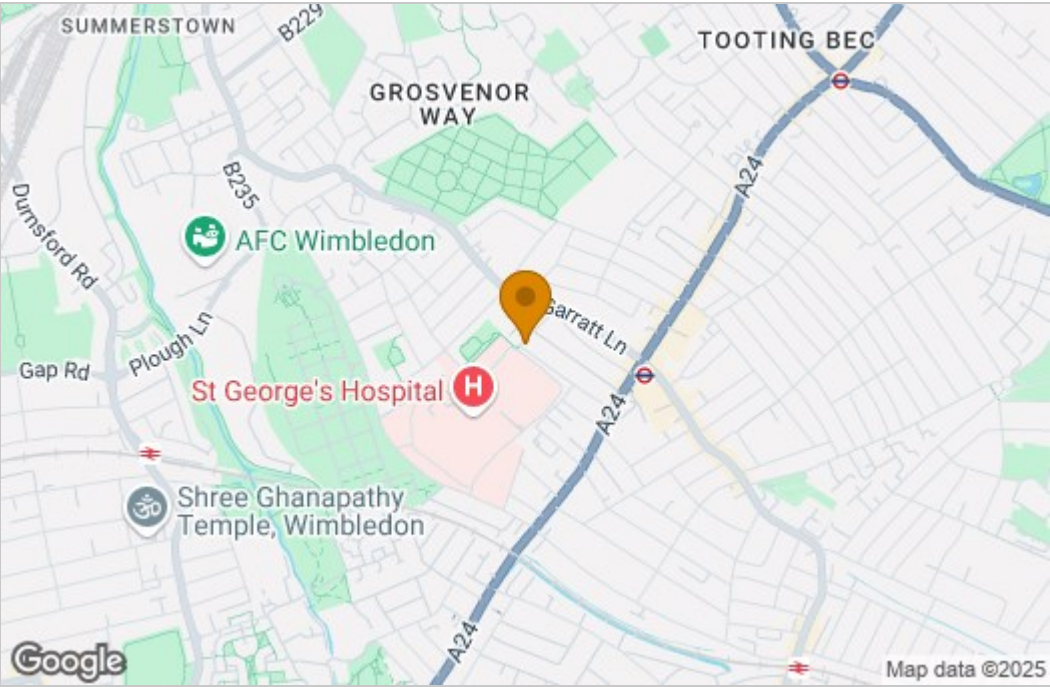 SUMMERSTOWN
B229
TOOTING BEC
GROSVENOR
WAY
A24
B235
Durnsford Rd
AFC Wimbledon
Garratt Ln
Plough Ln
Gap Rd
St George's Hospital
H
A24
Shree Ghanapathy
Temple, Wimbledon
A24
Google
Map data ©2025